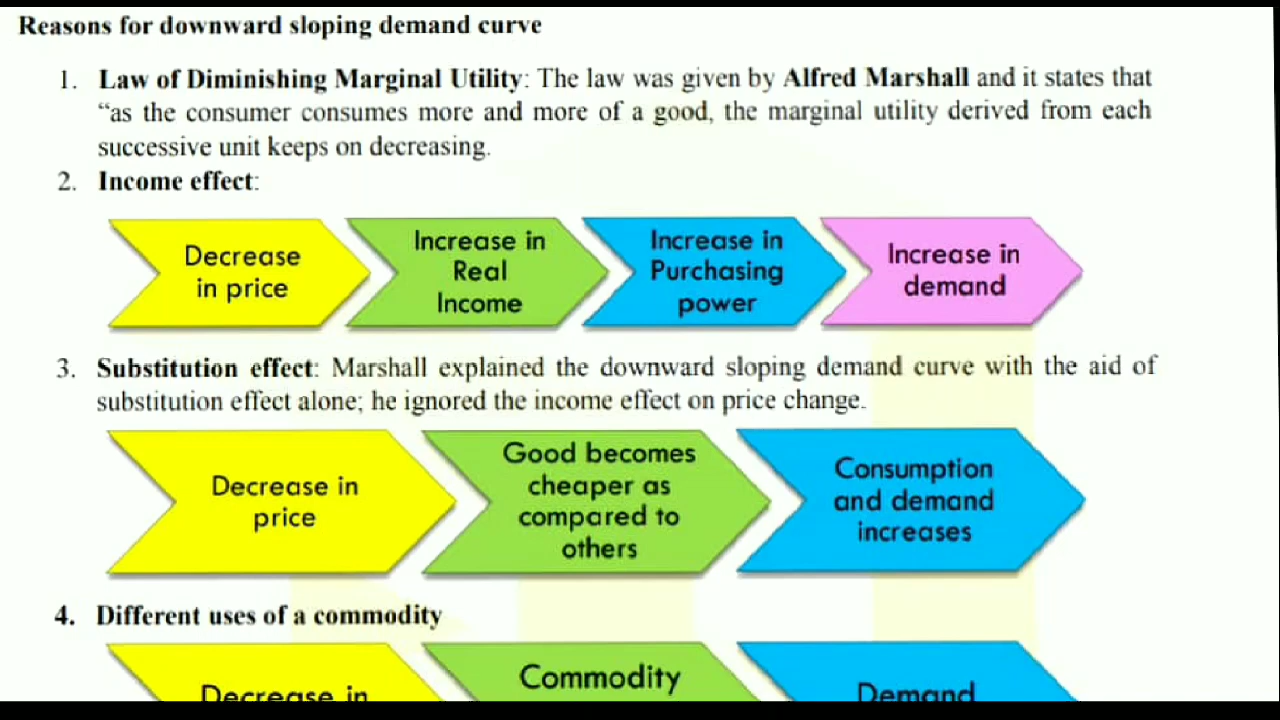 Reasons for downward sloping demand curve
1. Law of Diminishing Marginal Utility: The law was given by Alfred Marshall and it states that
“as the consumer consumes more and more of a good, the marginal utility derived from each
successive unit keeps on decreasing.
2. Income effect:
Decrease
in price
Increase in
Real
Income
Increase in
Purchasing
power
Increase in
demand
3. Substitution effect: Marshall explained the downward sloping demand curve with the aid of
substitution effect alone; he ignored the income effect on price change.
Decrease in
price
Good becomes
cheaper as
compared to
others
Consumption
and demand
increases
4. Different uses of a commodity
Decrease in
Commodity
Demand